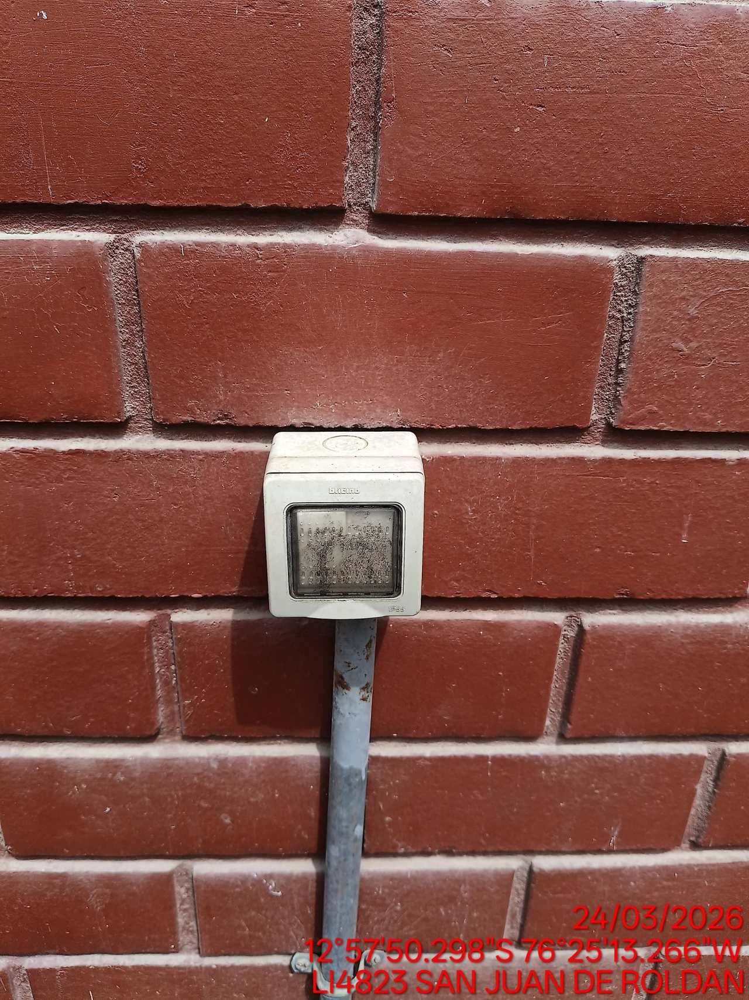 bticino
IP55
24/03/2026
12°57'50.298"S 76°25'13.266"W
LI4823 SAN JUAN DE ROLDAN